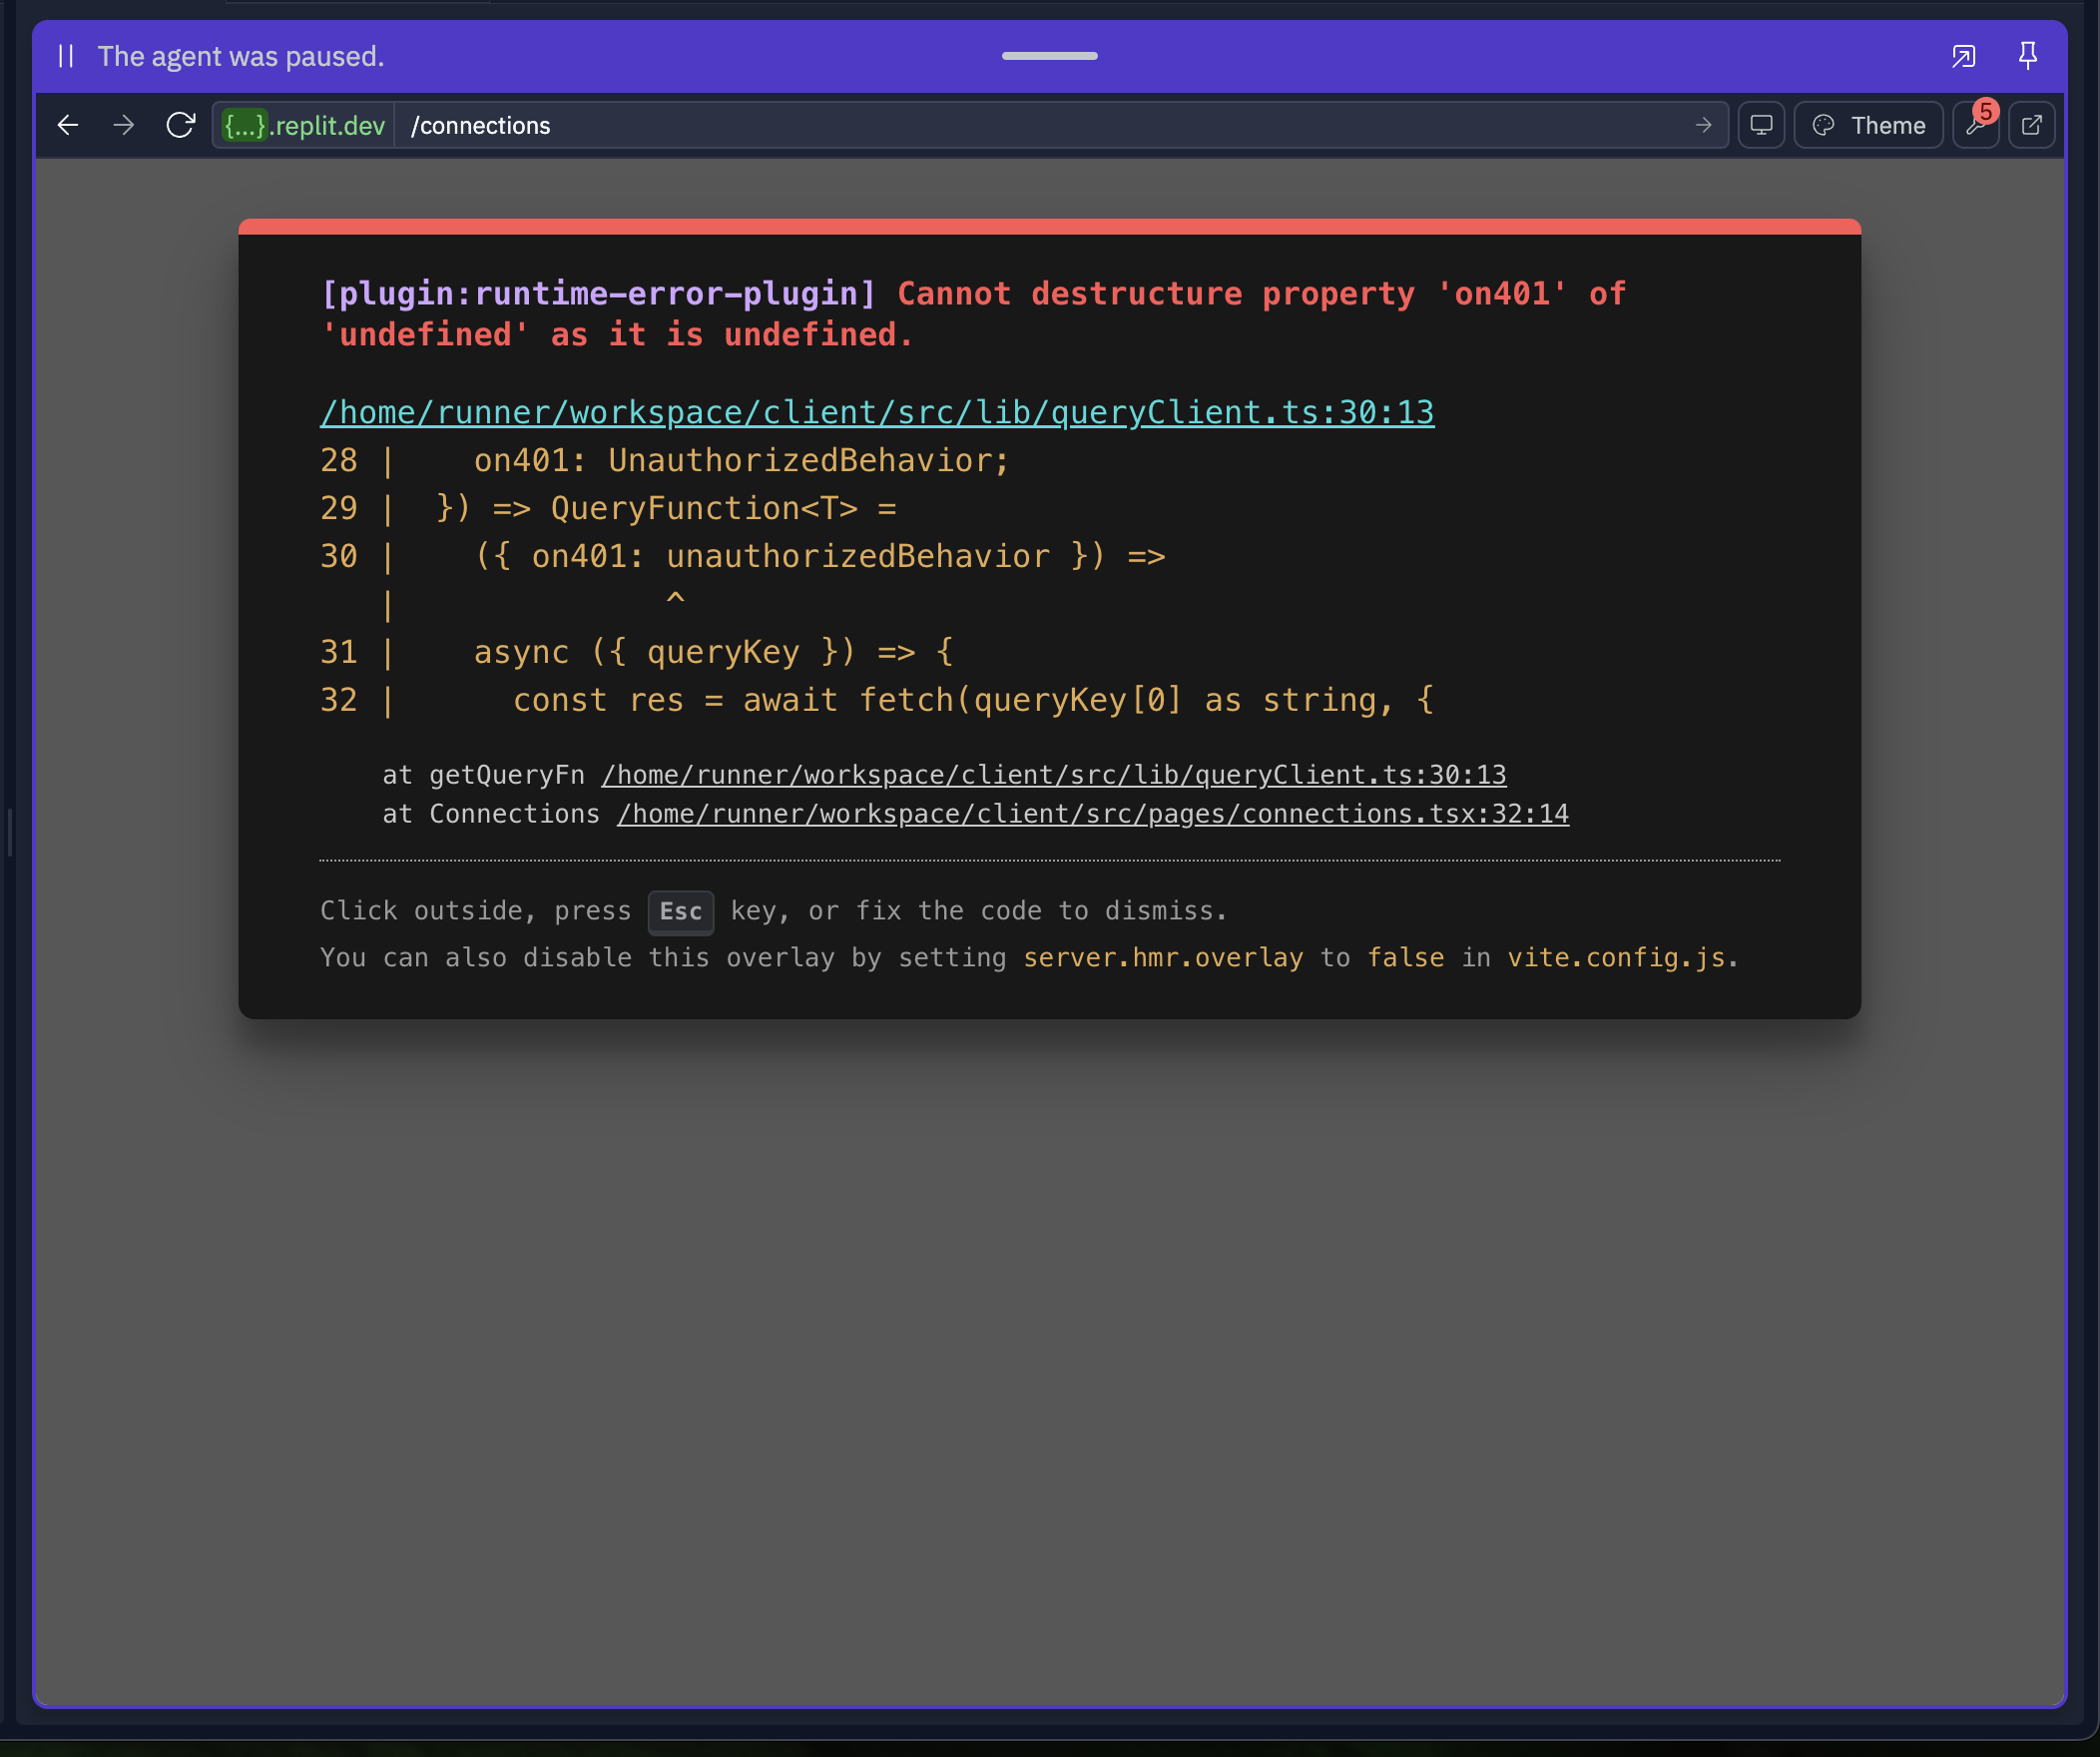 The agent was paused.
{...}.replit.dev /connections Theme 5
[plugin:runtime-error-plugin] Cannot destructure property 'on401' of
'undefined' as it is undefined.
/home/runner/workspace/client/src/lib/queryClient.ts:30:13
28 |    on401: UnauthorizedBehavior;
29 |  }) => QueryFunction<T> =
30 |    ({ on401: unauthorizedBehavior }) =>
   |              ^
31 |    async ({ queryKey }) => {
32 |      const res = await fetch(queryKey[0] as string, {
at getQueryFn /home/runner/workspace/client/src/lib/queryClient.ts:30:13
at Connections /home/runner/workspace/client/src/pages/connections.tsx:32:14
Click outside, press Esc key, or fix the code to dismiss.
You can also disable this overlay by setting server.hmr.overlay to false in vite.config.js.